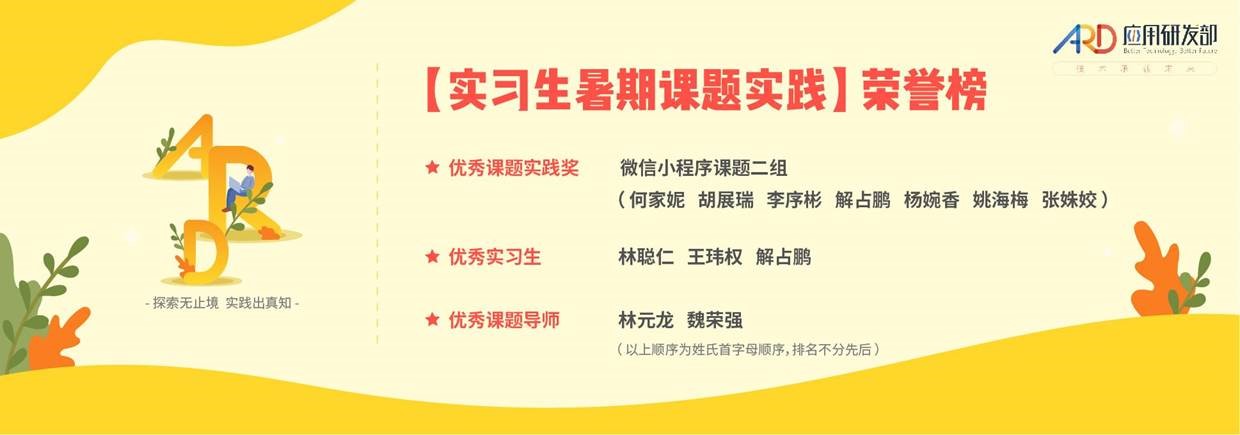 ARD 应用研发部
Better Technology, Better Future
【实习生暑期课题实践】荣誉榜
★ 优秀课题实践奖 微信小程序课题二组
（何家妮 胡展瑞 李序彬 解占鹏 杨婉香 姚海梅 张姝姣）
★ 优秀实习生 林聪仁 王玮权 解占鹏
ARD
- 探索无止境 实践出真知 -
★ 优秀课题导师 林元龙 魏荣强
（以上顺序为姓氏首字母顺序，排名不分先后）